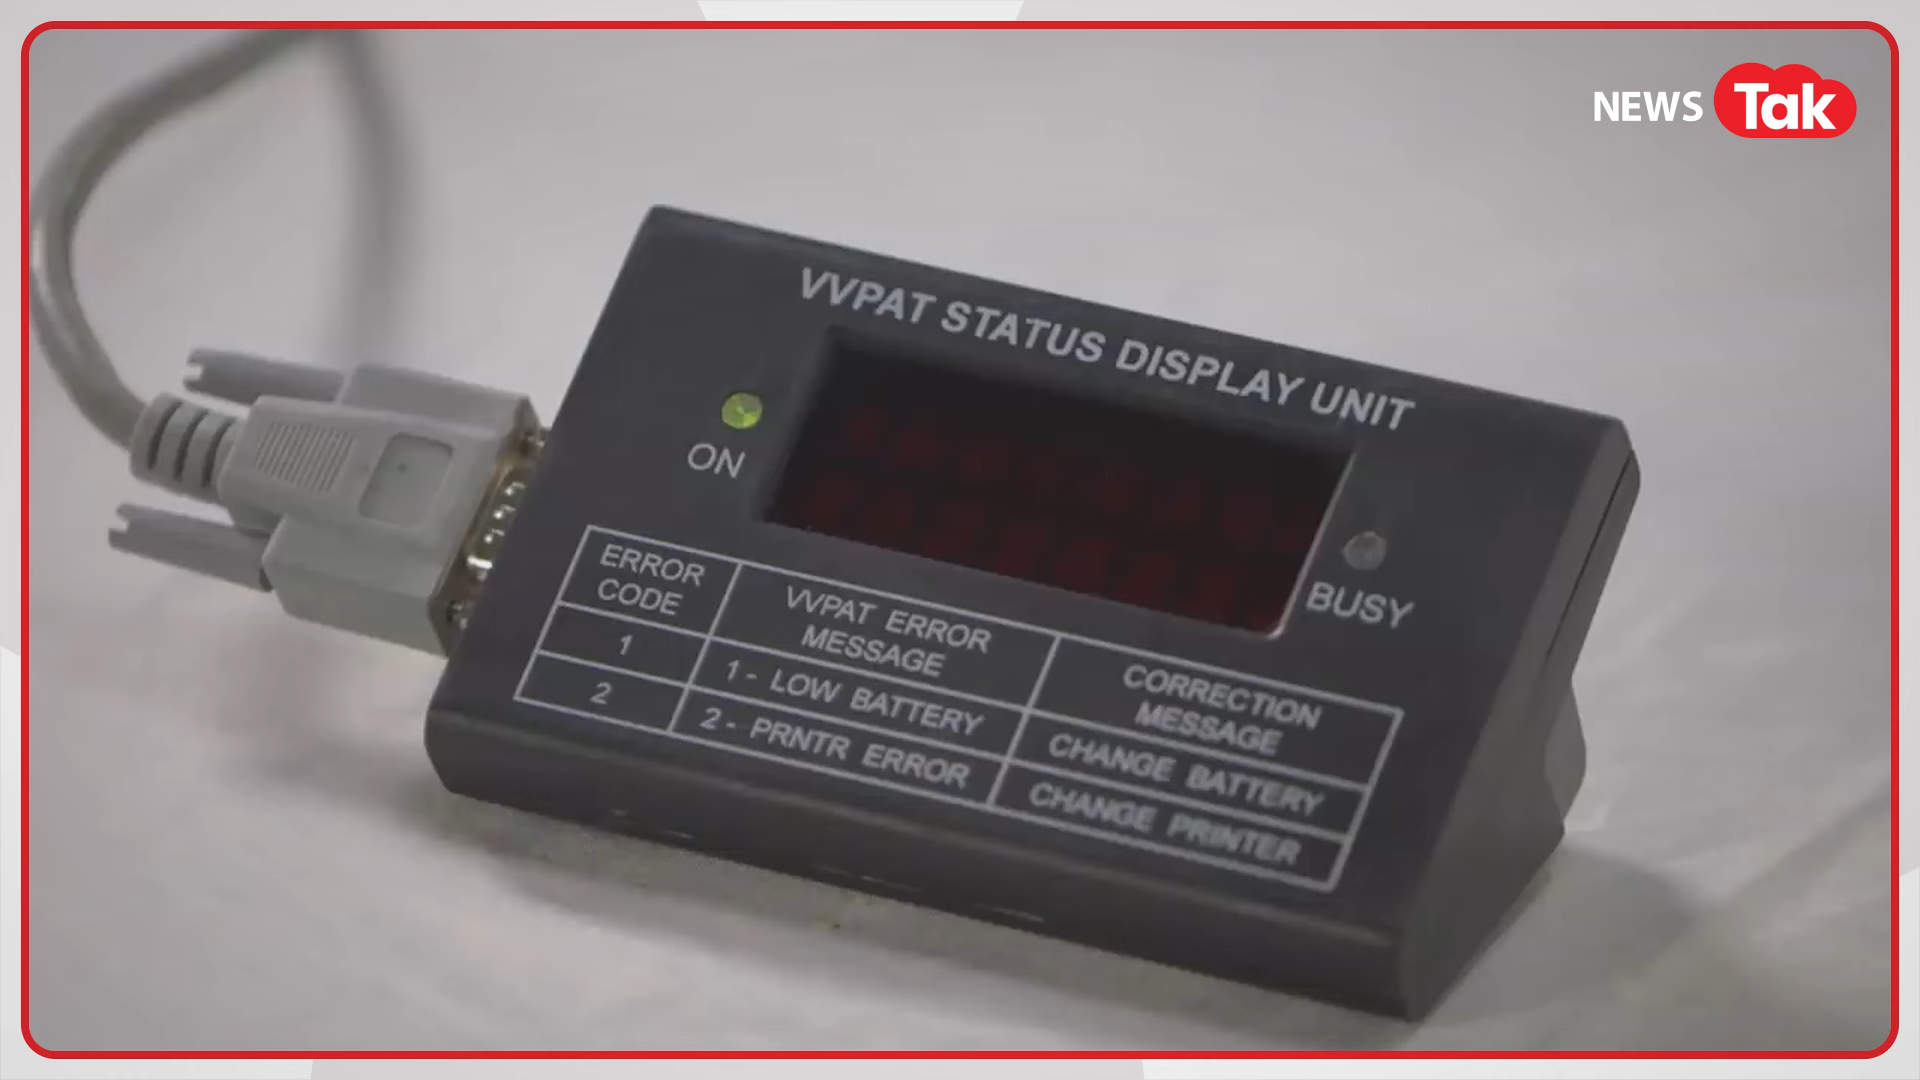 NEWS Tak
VVPAT STATUS DISPLAY UNIT
ON
BUSY
ERROR CODE
VVPAT ERROR MESSAGE
CORRECTION MESSAGE
1
1 - LOW BATTERY
CHANGE BATTERY
2
2 - PRNTR ERROR
CHANGE PRINTER